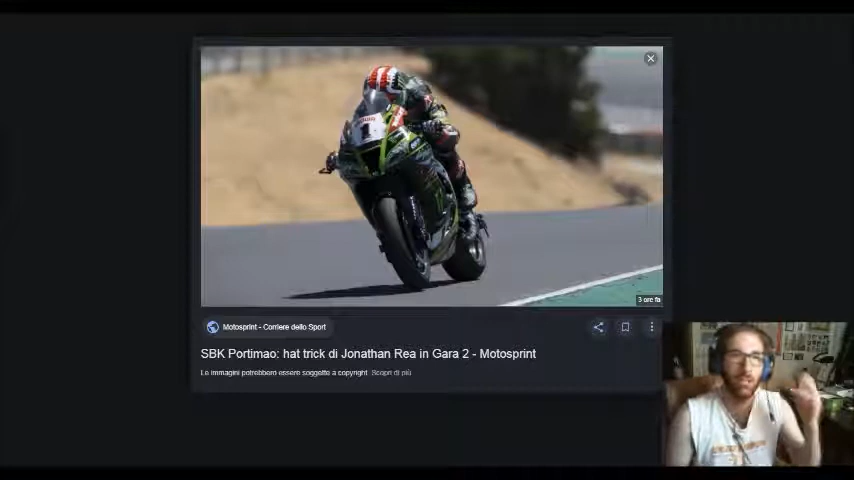 1
3 ore fa
Motosprint - Corriere dello Sport
SBK Portimao: hat trick di Jonathan Rea in Gara 2 - Motosprint
Le immagini potrebbero essere soggette a copyright Scopri di più